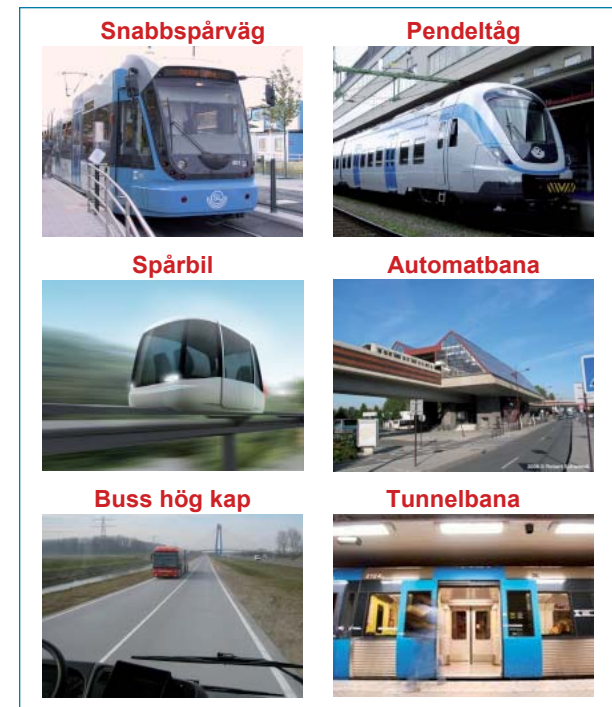 Snabbspårväg
Pendeltåg
Spårbil
Automatbana
Buss hög kap
Tunnelbana